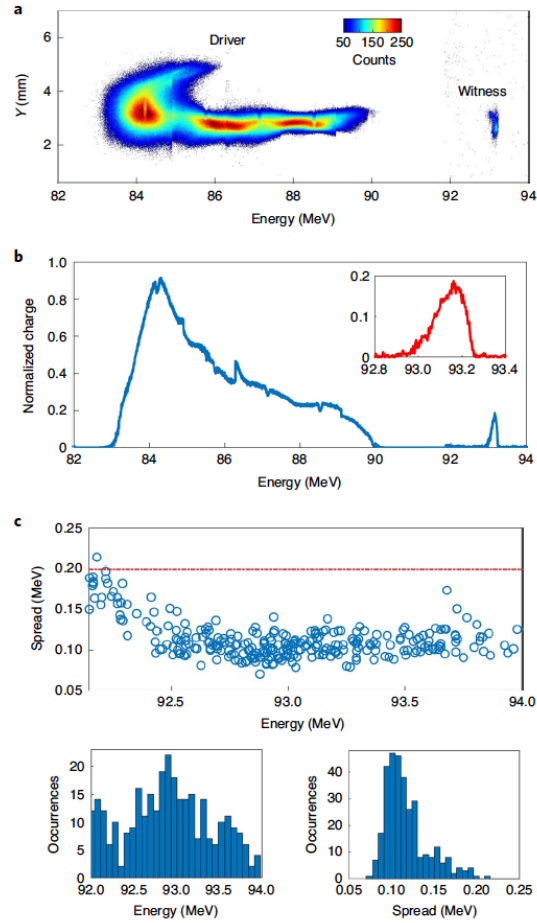 a
6
4
2
Y (mm)
Driver
50 150 250
Counts
Witness
82 84 86 88 90 92 94
Energy (MeV)
b
1.0
0.8
0.6
0.4
0.2
0
Normalized charge
0.2
0.1
0
92.8 93.0 93.2 93.4
82 84 86 88 90 92 94
Energy (MeV)
c
0.25
0.20
0.15
0.10
0.05
Spread (MeV)
92.5 93.0 93.5 94.0
Energy (MeV)
20
15
10
5
0
Occurrences
92.0 92.5 93.0 93.5 94.0
Energy (MeV)
40
30
20
10
0
Occurrences
0.05 0.10 0.15 0.20 0.25
Spread (MeV)